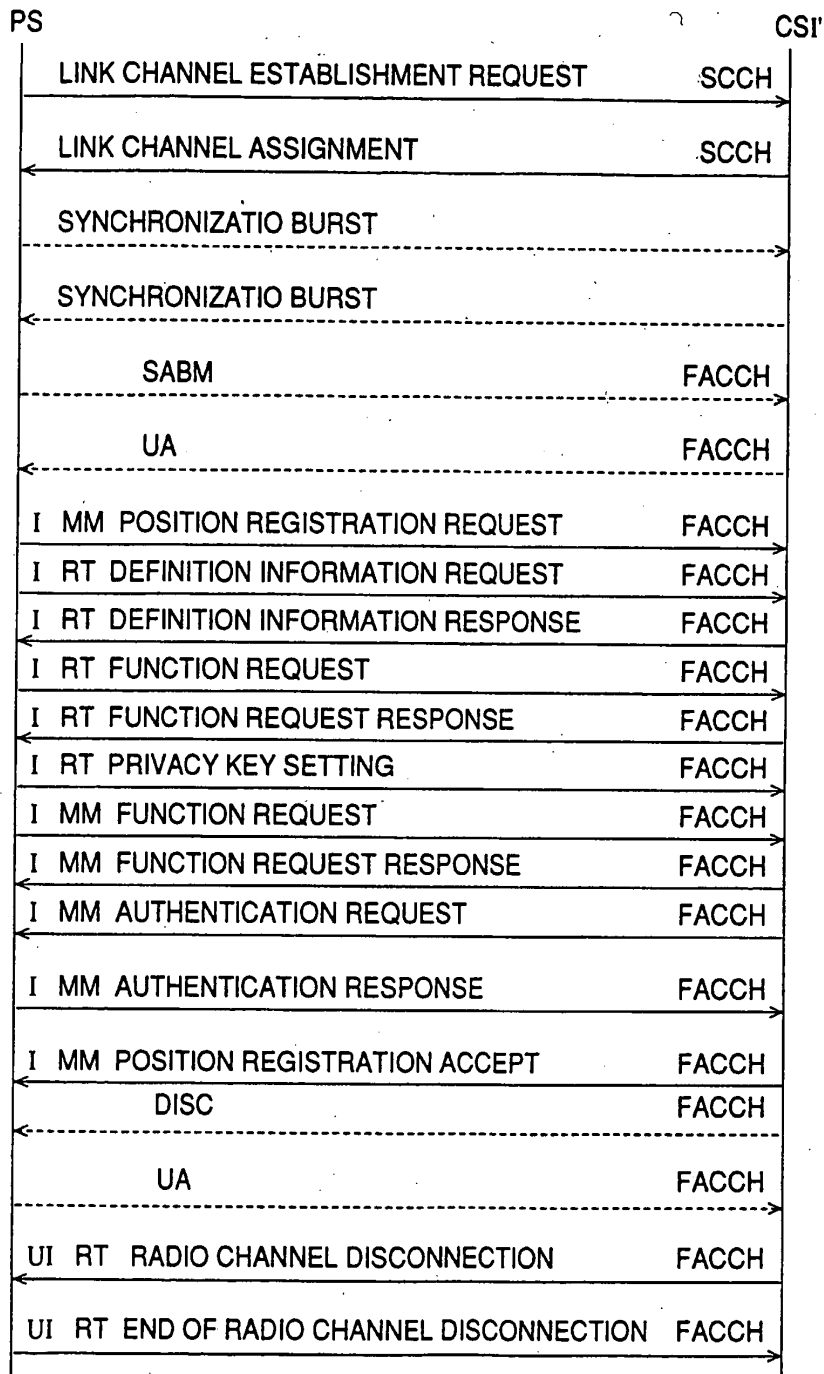 PS CSI'
LINK CHANNEL ESTABLISHMENT REQUEST SCCH
LINK CHANNEL ASSIGNMENT SCCH
SYNCHRONIZATIO BURST
SYNCHRONIZATIO BURST
SABM FACCH
UA FACCH
I MM POSITION REGISTRATION REQUEST FACCH
I RT DEFINITION INFORMATION REQUEST FACCH
I RT DEFINITION INFORMATION RESPONSE FACCH
I RT FUNCTION REQUEST FACCH
I RT FUNCTION REQUEST RESPONSE FACCH
I RT PRIVACY KEY SETTING FACCH
I MM FUNCTION REQUEST FACCH
I MM FUNCTION REQUEST RESPONSE FACCH
I MM AUTHENTICATION REQUEST FACCH
I MM AUTHENTICATION RESPONSE FACCH
I MM POSITION REGISTRATION ACCEPT FACCH
DISC FACCH
UA FACCH
UI RT RADIO CHANNEL DISCONNECTION FACCH
UI RT END OF RADIO CHANNEL DISCONNECTION FACCH